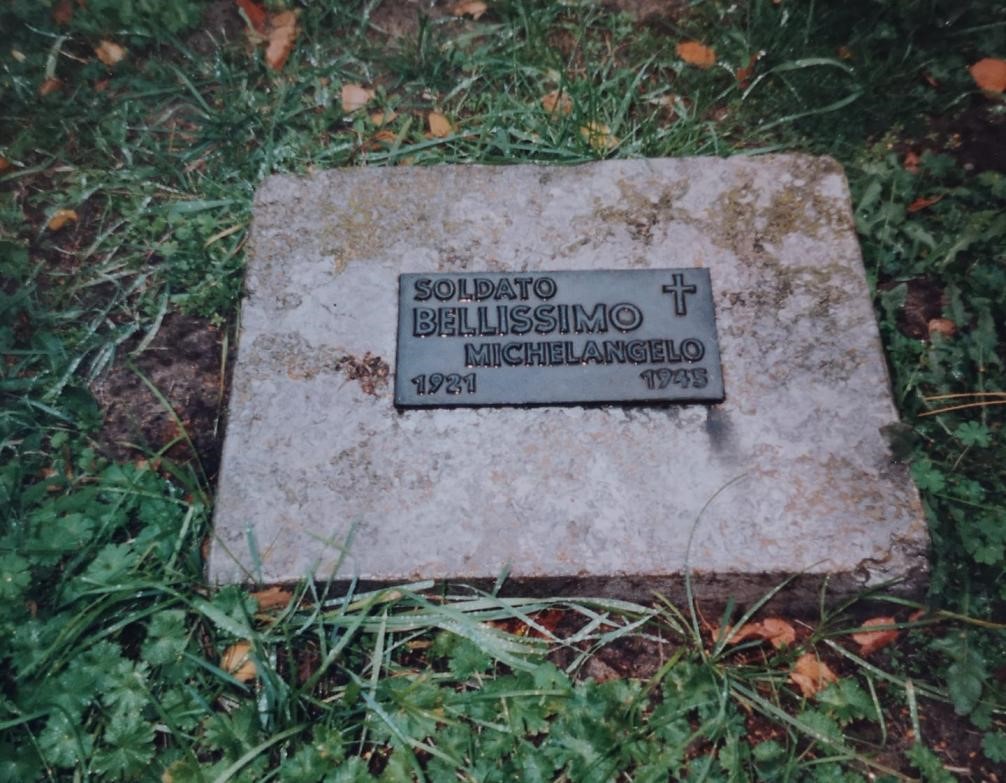 SOLDATO
BELLISSIMO
MICHELANGELO
1921 1945